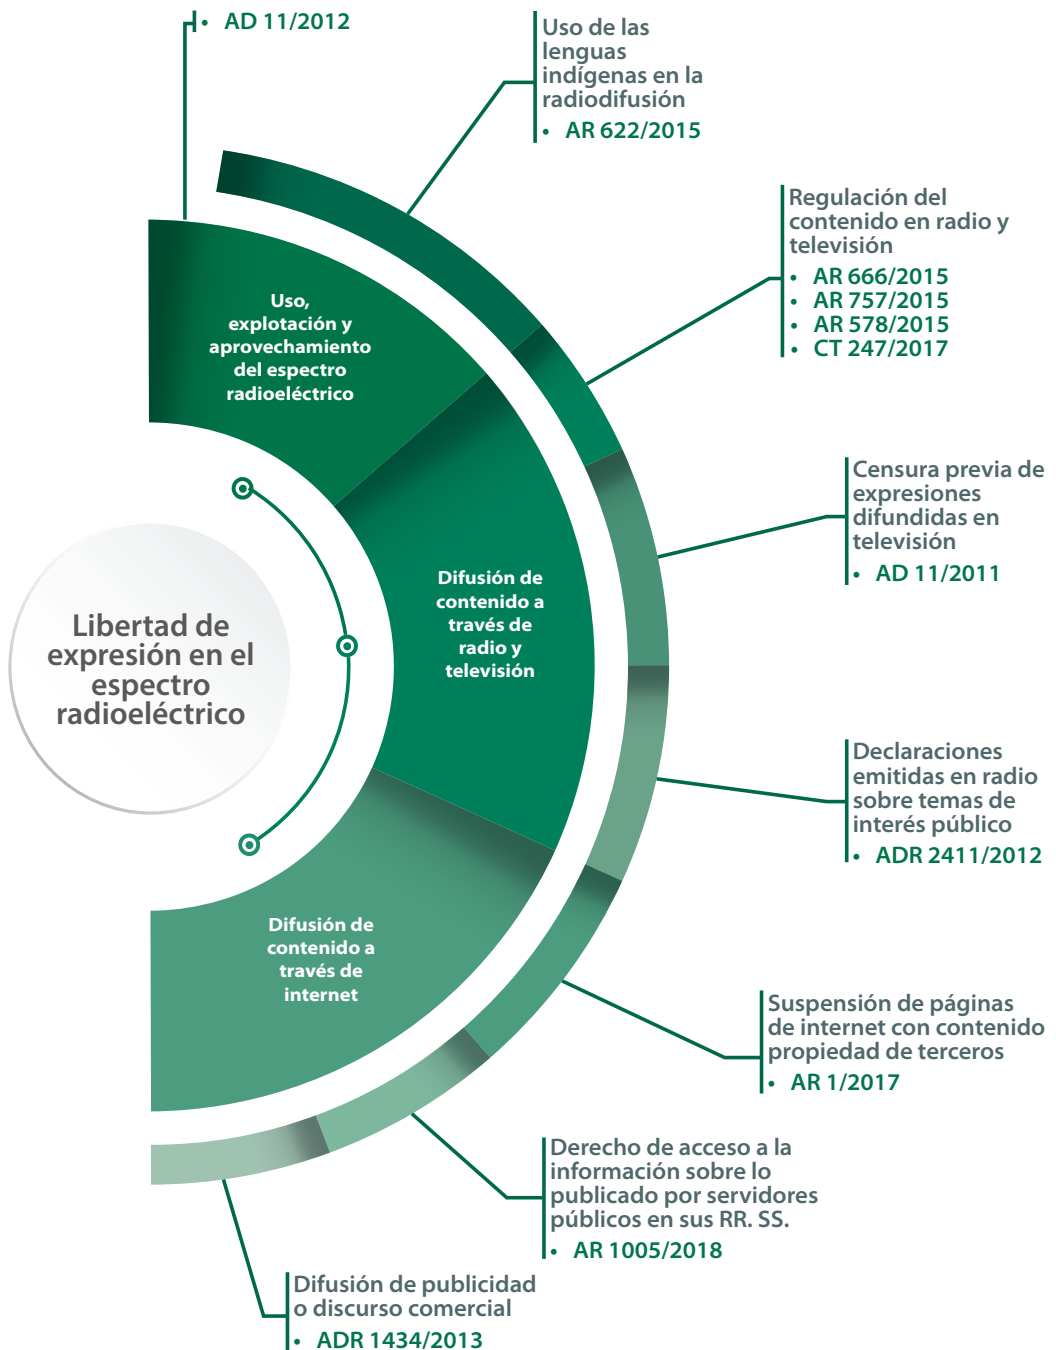 • AD 11/2012
Uso de las
lenguas
indígenas en la
radiodifusión
• AR 622/2015
Regulación del
contenido en radio y
televisión
• AR 666/2015
• AR 757/2015
• AR 578/2015
• CT 247/2017
Uso,
explotación y
aprovechamiento
del espectro
radioeléctrico
Censura previa de
expresiones
difundidas en
televisión
• AD 11/2011
Difusión de
contenido a
través de
radio y
televisión
Libertad de
expresión en el
espectro
radioeléctrico
Declaraciones
emitidas en radio
sobre temas de
interés público
• ADR 2411/2012
Difusión de
contenido a
través de
internet
Suspensión de páginas
de internet con contenido
propiedad de terceros
• AR 1/2017
Derecho de acceso a la
información sobre lo
publicado por servidores
públicos en sus RR. SS.
• AR 1005/2018
Difusión de publicidad
o discurso comercial
• ADR 1434/2013